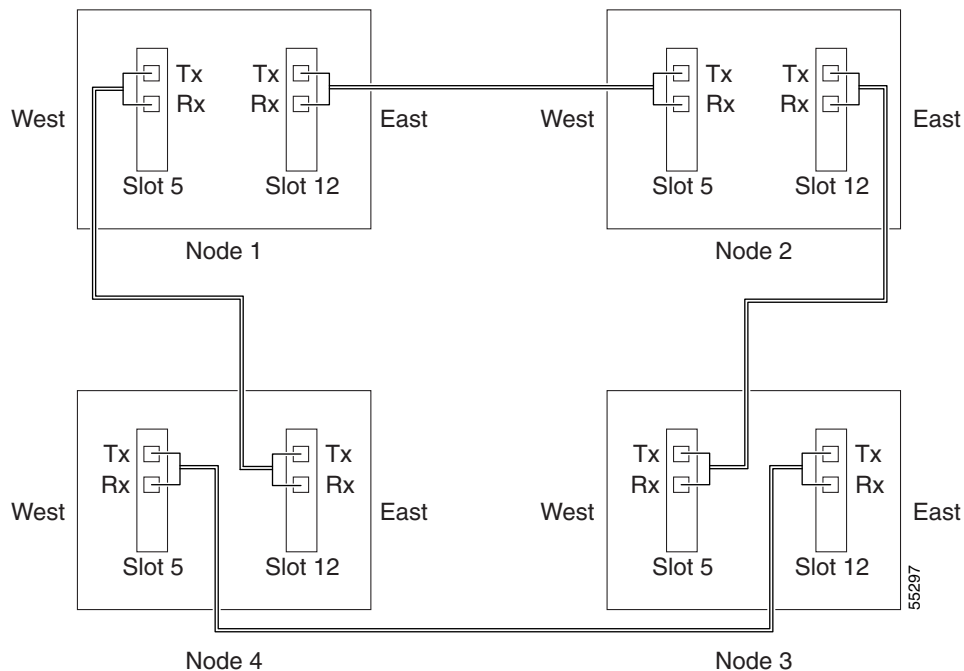 Tx
Tx
Tx
Tx
Rx
Rx
Rx
Rx
West
East
West
East
Slot 5
Slot 12
Slot 5
Slot 12
Node 1
Node 2
Tx
Tx
Tx
Tx
Rx
Rx
Rx
Rx
West
East
West
East
Slot 5
Slot 12
Slot 5
Slot 12
55297
Node 4
Node 3